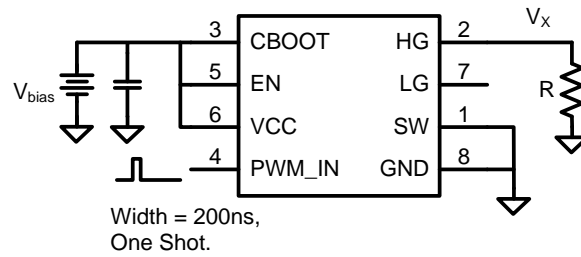 V_X
3 CBOOT HG 2
5 EN LG 7
V_bias
R
6 VCC SW 1
4 PWM_IN GND 8
Width = 200ns,
One Shot.